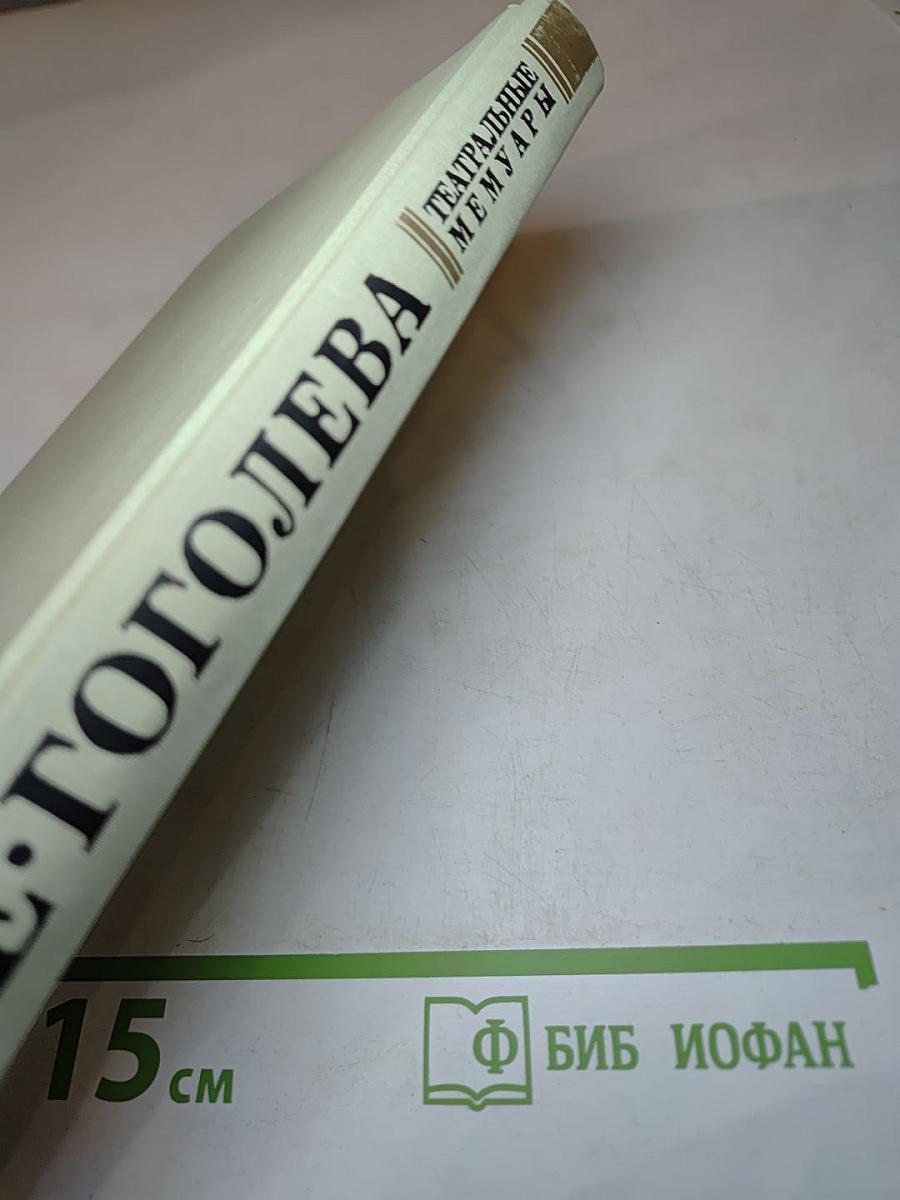 Е·ГОГОЛЕВА
ТЕАТРАЛЬНЫЕ
МЕМУАРЫ
15 см
Ф БИБ ИОФАН